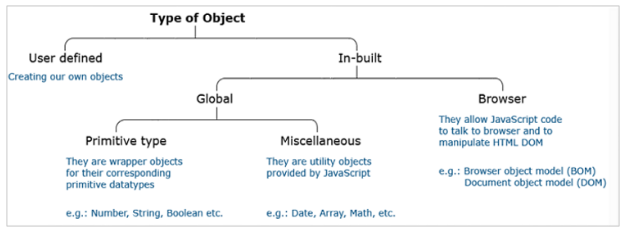 Type of Object
User defined
Creating our own objects
In-built
Global
Browser
They allow JavaScript code
to talk to browser and to
manipulate HTML DOM
e.g.: Browser object model (BOM)
Document object model (DOM)
Primitive type
They are wrapper objects
for their corresponding
primitive datatypes
e.g.: Number, String, Boolean etc.
Miscellaneous
They are utility objects
provided by JavaScript
e.g.: Date, Array, Math, etc.